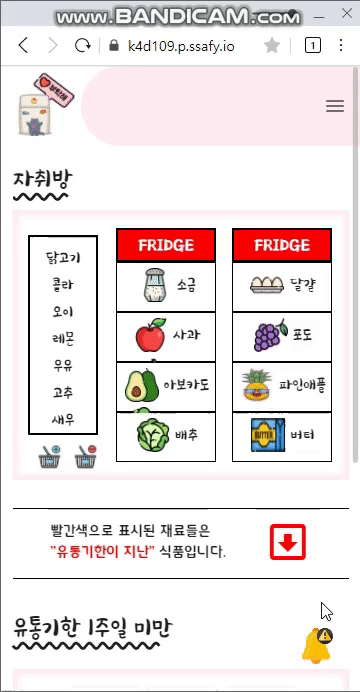 www.BANDICAM.com
k4d109.p.ssafy.io
1
자취방
닭고기
콜라
오이
레몬
우유
고추
새우
FRIDGE
소금
사과
아보카도
배추
FRIDGE
달걀
포도
파인애플
BUTTER
버터
빨간색으로 표시된 재료들은
"유통기한이 지난" 식품입니다.
유통기한 1주일 미만